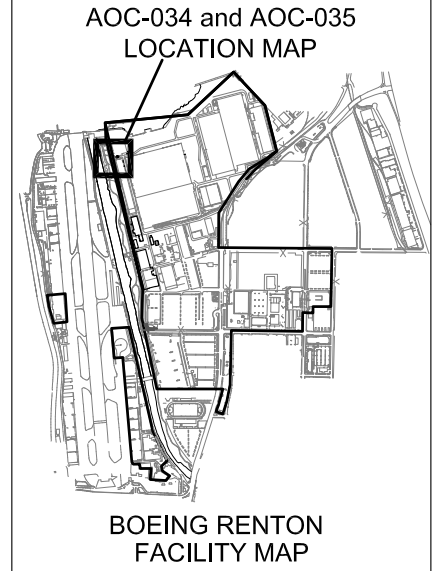 AOC-034 and AOC-035
LOCATION MAP
BOEING RENTON
FACILITY MAP